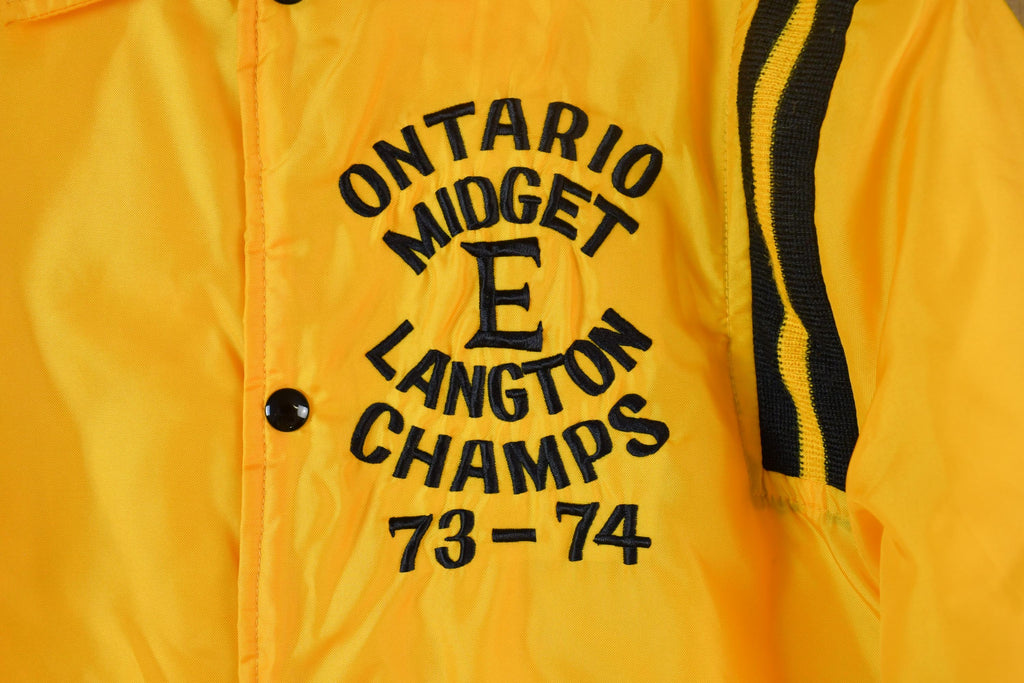 ONTARIO
MIDGET
E
LANGTON
CHAMPS
73-74